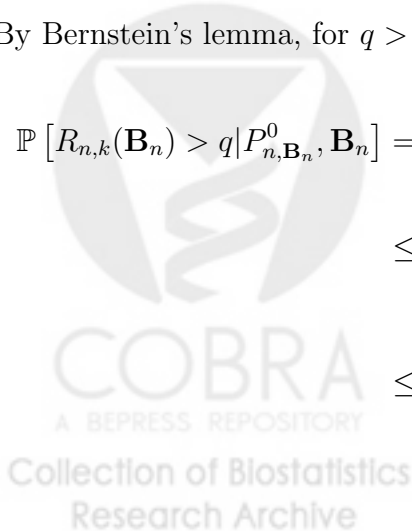 By Bernstein's lemma, for q >
ℙ [R_{n,k}(𝐁_n) > q|P^0_{n,𝐁_n}, 𝐁_n] =
≤
≤
COBRA
A BEPRESS REPOSITORY
Collection of Biostatistics
Research Archive